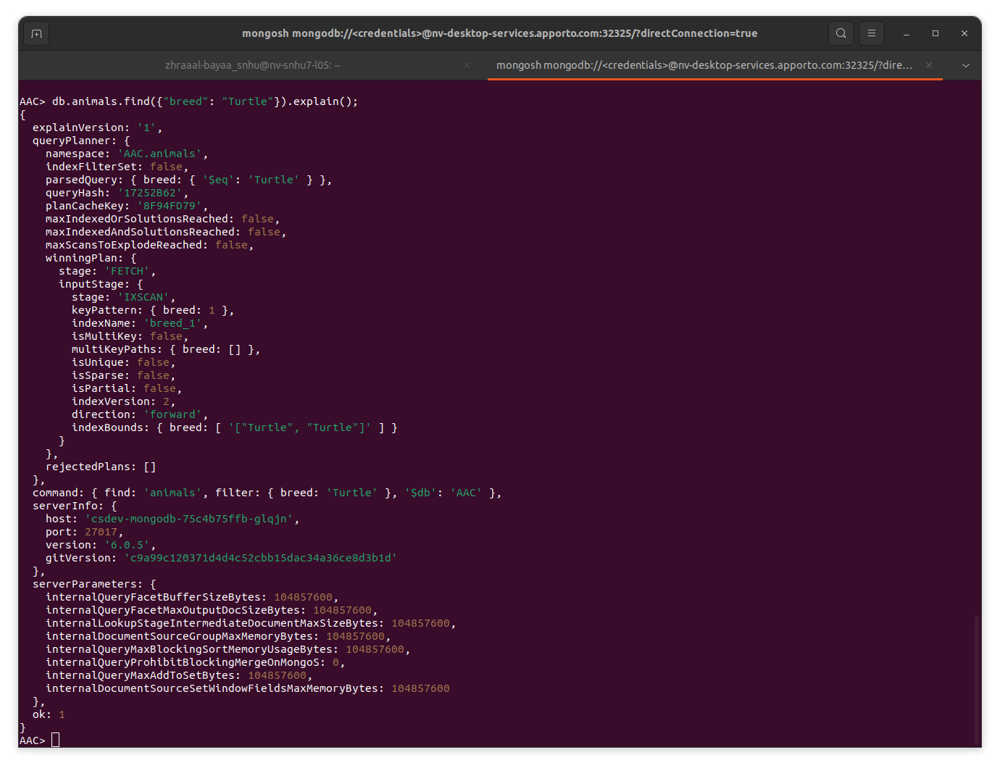 mongosh mongodb://<credentials>@nv-desktop-services.apporto.com:32325/?directConnection=true
zhraaal-bayaa_snhu@nv-snhu7-l05: ~
mongosh mongodb://<credentials>@nv-desktop-services.apporto.com:32325/?dire...
AAC> db.animals.find({"breed": "Turtle"}).explain();
{
  explainVersion: '1',
  queryPlanner: {
    namespace: 'AAC.animals',
    indexFilterSet: false,
    parsedQuery: { breed: { '$eq': 'Turtle' } },
    queryHash: '17252B62',
    planCacheKey: '8F94FD79',
    maxIndexedOrSolutionsReached: false,
    maxIndexedAndSolutionsReached: false,
    maxScansToExplodeReached: false,
    winningPlan: {
      stage: 'FETCH',
      inputStage: {
        stage: 'IXSCAN',
        keyPattern: { breed: 1 },
        indexName: 'breed_1',
        isMultiKey: false,
        multiKeyPaths: { breed: [] },
        isUnique: false,
        isSparse: false,
        isPartial: false,
        indexVersion: 2,
        direction: 'forward',
        indexBounds: { breed: [ '["Turtle", "Turtle"]' ] }
      }
    },
    rejectedPlans: []
  },
  command: { find: 'animals', filter: { breed: 'Turtle' }, '$db': 'AAC' },
  serverInfo: {
    host: 'csdev-mongodb-75c4b75ffb-glqjn',
    port: 27017,
    version: '6.0.5',
    gitVersion: 'c9a99c120371d4d4c52cbb15dac34a36ce8d3b1d'
  },
  serverParameters: {
    internalQueryFacetBufferSizeBytes: 104857600,
    internalQueryFacetMaxOutputDocSizeBytes: 104857600,
    internalLookupStageIntermediateDocumentMaxSizeBytes: 104857600,
    internalDocumentSourceGroupMaxMemoryBytes: 104857600,
    internalQueryMaxBlockingSortMemoryUsageBytes: 104857600,
    internalQueryProhibitBlockingMergeOnMongoS: 0,
    internalQueryMaxAddToSetBytes: 104857600,
    internalDocumentSourceSetWindowFieldsMaxMemoryBytes: 104857600
  },
  ok: 1
}
AAC>